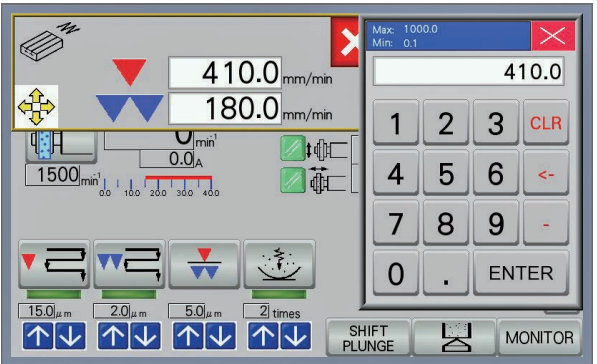 410.0 mm/min
180.0 mm/min
0 min⁻¹
0.0 A
1500 min⁻¹
0.0 10.0 20.0 30.0 40.0
15.0 μm 2.0 μm 5.0 μm 2 times
SHIFT PLUNGE
MONITOR
Max: 1000.0
Min: 0.1
410.0
1 2 3 CLR
4 5 6 <-
7 8 9 -
0 . ENTER